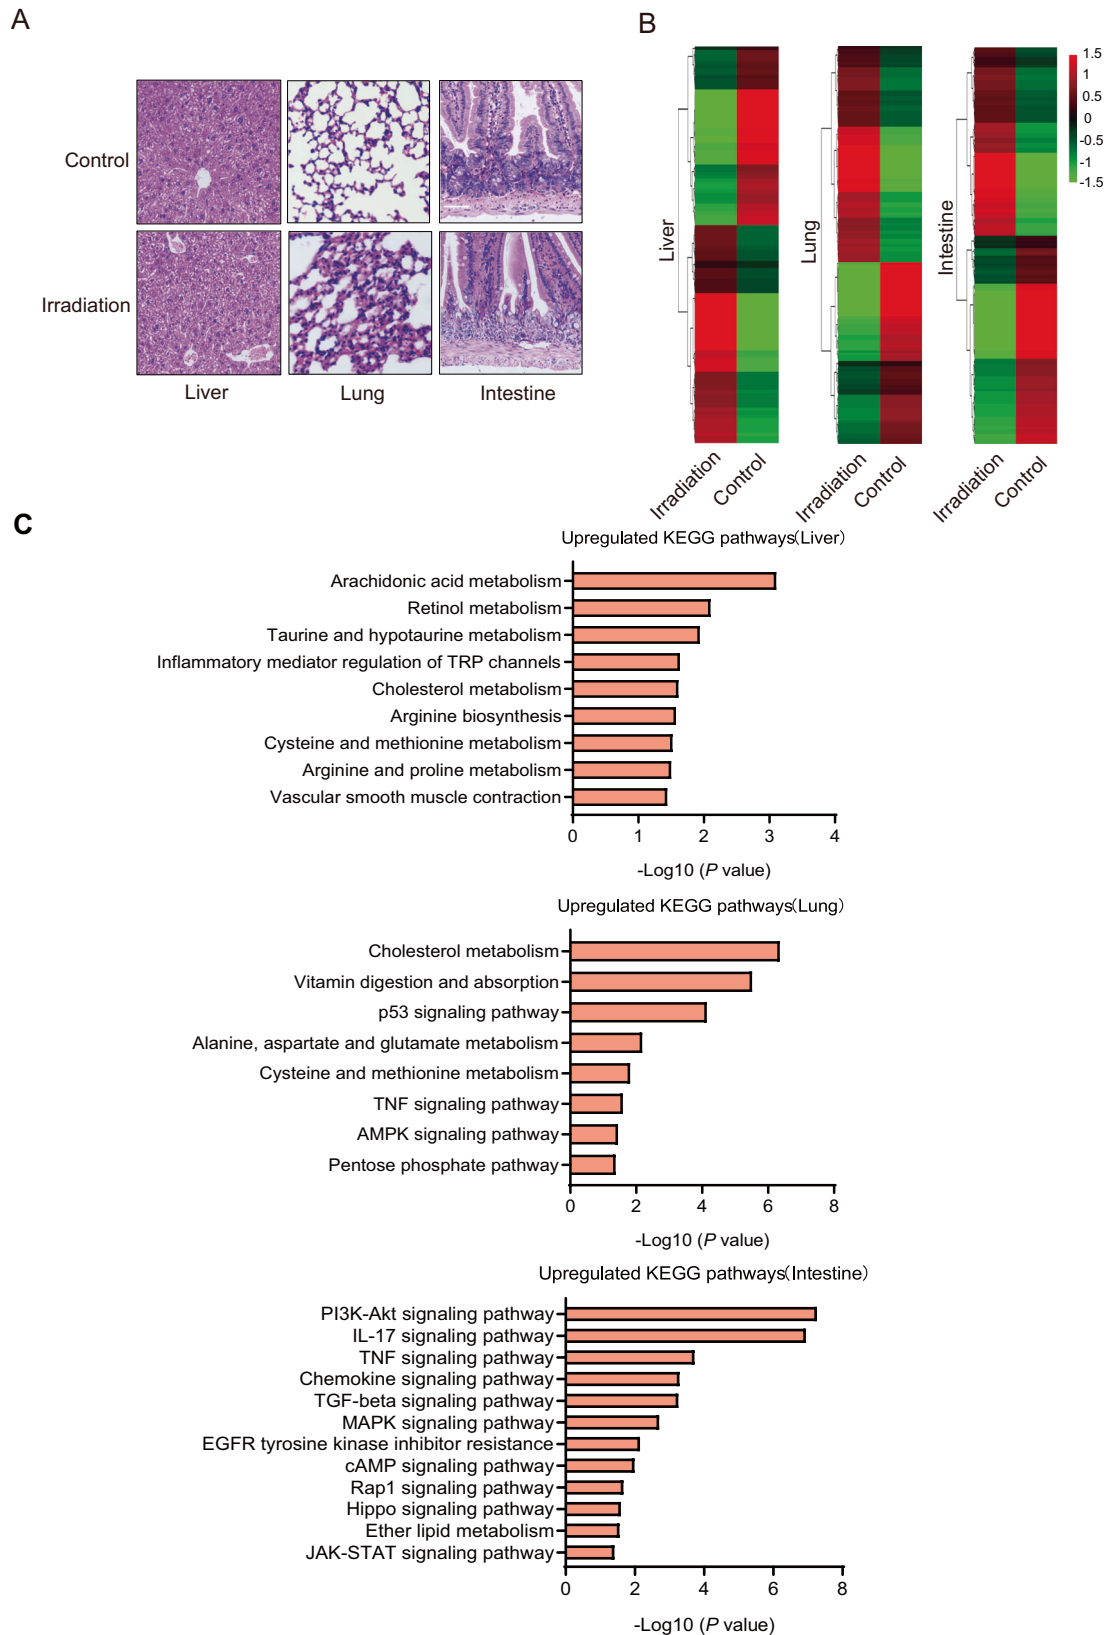 A
Control
Irradiation
Liver
Lung
Intestine
B
Liver
Lung
Intestine
1.5
1
0.5
0
-0.5
-1
-1.5
Irradiation
Control
Irradiation
Control
Irradiation
Control
C
Upregulated KEGG pathways(Liver)
Arachidonic acid metabolism
Retinol metabolism
Taurine and hypotaurine metabolism
Inflammatory mediator regulation of TRP channels
Cholesterol metabolism
Arginine biosynthesis
Cysteine and methionine metabolism
Arginine and proline metabolism
Vascular smooth muscle contraction
0 1 2 3 4
-Log10 (P value)
Upregulated KEGG pathways(Lung)
Cholesterol metabolism
Vitamin digestion and absorption
p53 signaling pathway
Alanine, aspartate and glutamate metabolism
Cysteine and methionine metabolism
TNF signaling pathway
AMPK signaling pathway
Pentose phosphate pathway
0 2 4 6 8
-Log10 (P value)
Upregulated KEGG pathways(Intestine)
PI3K-Akt signaling pathway
IL-17 signaling pathway
TNF signaling pathway
Chemokine signaling pathway
TGF-beta signaling pathway
MAPK signaling pathway
EGFR tyrosine kinase inhibitor resistance
cAMP signaling pathway
Rap1 signaling pathway
Hippo signaling pathway
Ether lipid metabolism
JAK-STAT signaling pathway
0 2 4 6 8
-Log10 (P value)